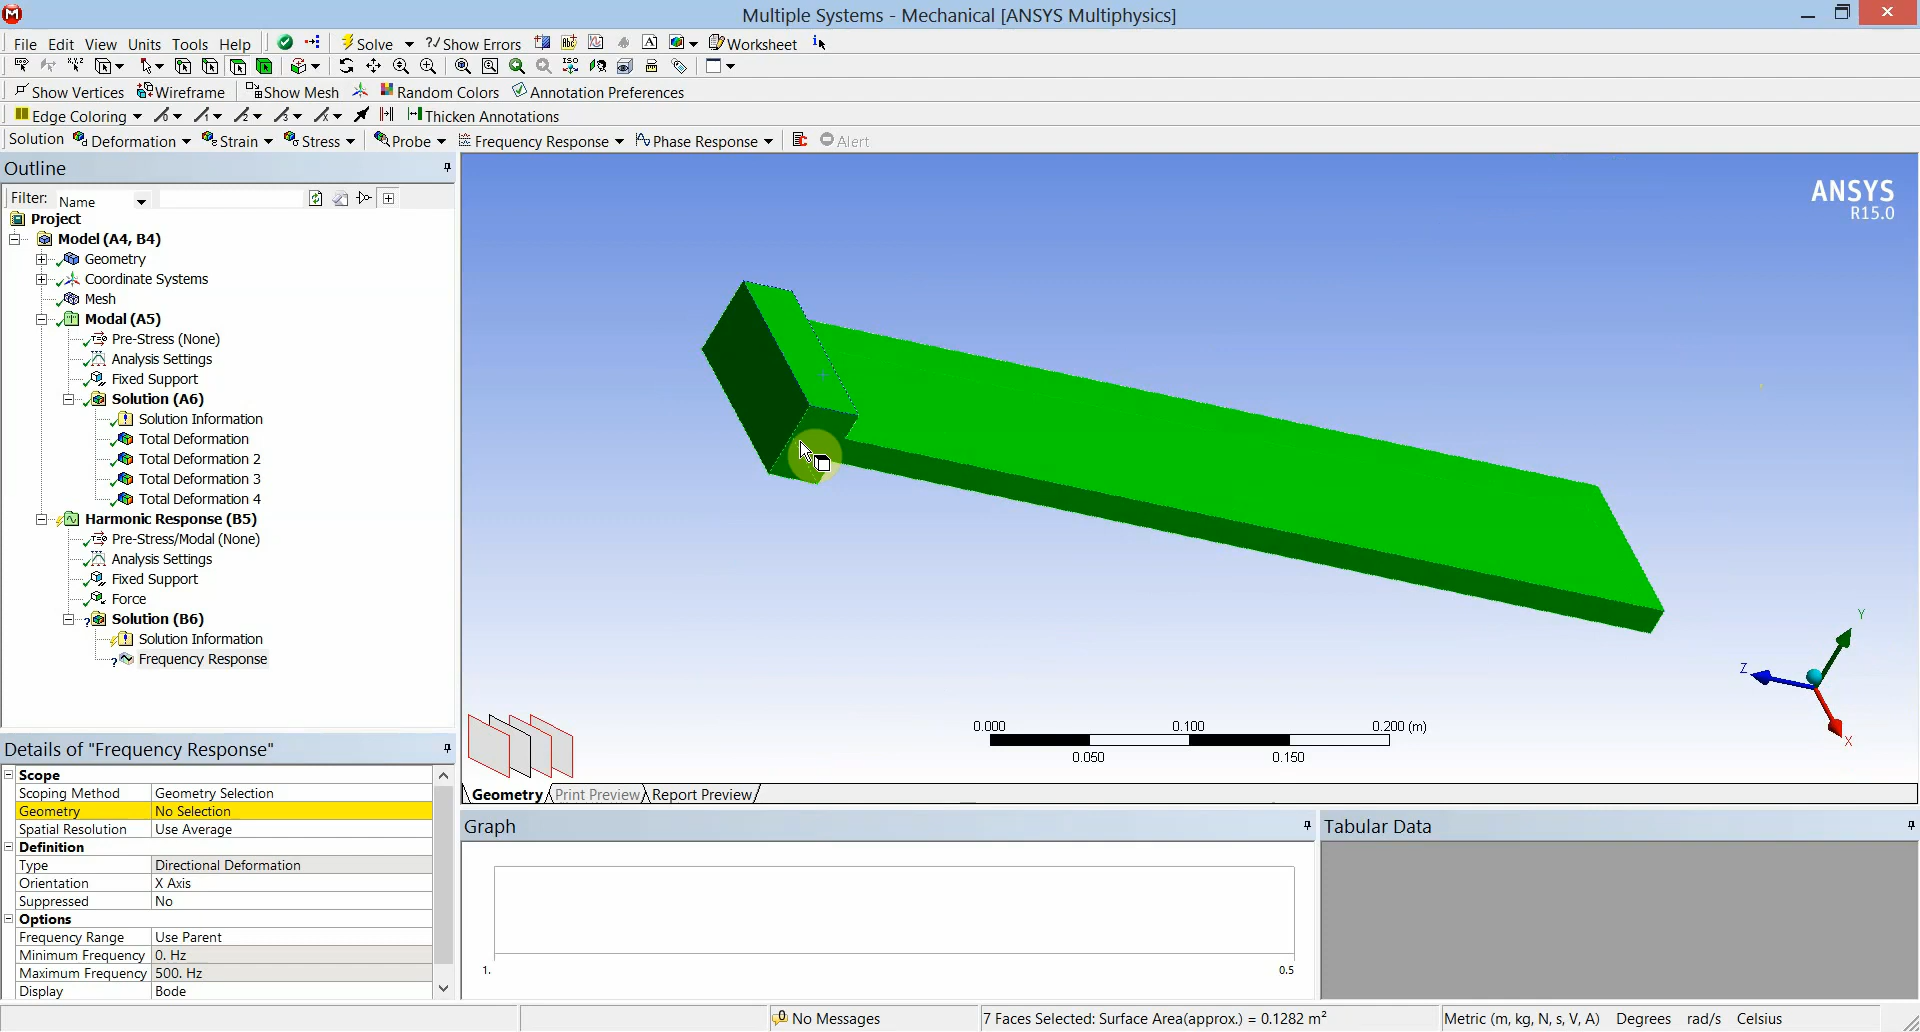 Multiple Systems - Mechanical [ANSYS Multiphysics]
File Edit View Units Tools Help Solve Show Errors Worksheet
Show Vertices Wireframe Show Mesh Random Colors Annotation Preferences
Edge Coloring Thicken Annotations
Solution Deformation Strain Stress Probe Frequency Response Phase Response Alert
Outline
Filter: Name
Project
Model (A4, B4)
Geometry
Coordinate Systems
Mesh
Modal (A5)
Pre-Stress (None)
Analysis Settings
Fixed Support
Solution (A6)
Solution Information
Total Deformation
Total Deformation 2
Total Deformation 3
Total Deformation 4
Harmonic Response (B5)
Pre-Stress/Modal (None)
Analysis Settings
Fixed Support
Force
Solution (B6)
Solution Information
Frequency Response
ANSYS
R15.0
Y
Z
X
0.000 0.100 0.200 (m)
0.050 0.150
Geometry Print Preview Report Preview
Details of "Frequency Response"
Scope
Scoping Method Geometry Selection
Geometry No Selection
Spatial Resolution Use Average
Definition
Type Directional Deformation
Orientation X Axis
Suppressed No
Options
Frequency Range Use Parent
Minimum Frequency 0. Hz
Maximum Frequency 500. Hz
Display Bode
Graph
1. 0.5
Tabular Data
No Messages
7 Faces Selected: Surface Area(approx.) = 0.1282 m²
Metric (m, kg, N, s, V, A) Degrees rad/s Celsius